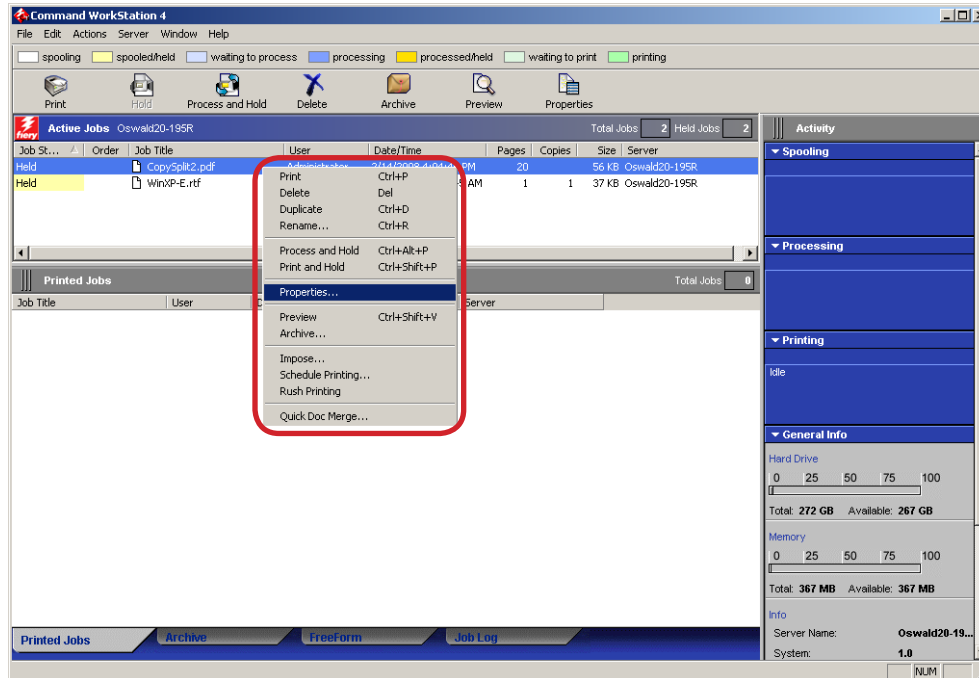 Command WorkStation 4
File Edit Actions Server Window Help
spooling spooled/held waiting to process processing processed/held waiting to print printing
Print Hold Process and Hold Delete Archive Preview Properties
fiery Active Jobs Oswald20-195R Total Jobs 2 Held Jobs 2
Job St... Order Job Title User Date/Time Pages Copies Size Server
Held CopySplit2.pdf Administrator PM 20 56 KB Oswald20-195R
Held WinXP-E.rtf AM 1 1 37 KB Oswald20-195R
Print Ctrl+P
Delete Del
Duplicate Ctrl+D
Rename... Ctrl+R
Process and Hold Ctrl+Alt+P
Print and Hold Ctrl+Shift+P
Properties...
Preview Ctrl+Shift+V
Archive...
Impose...
Schedule Printing...
Rush Printing
Quick Doc Merge...
Printed Jobs Total Jobs 0
Job Title User Server
Printed Jobs Archive FreeForm Job Log
Activity
Spooling
Processing
Printing
Idle
General Info
Hard Drive
0 25 50 75 100
Total: 272 GB Available: 267 GB
Memory
0 25 50 75 100
Total: 367 MB Available: 367 MB
Info
Server Name: Oswald20-19...
System: 1.0
NUM